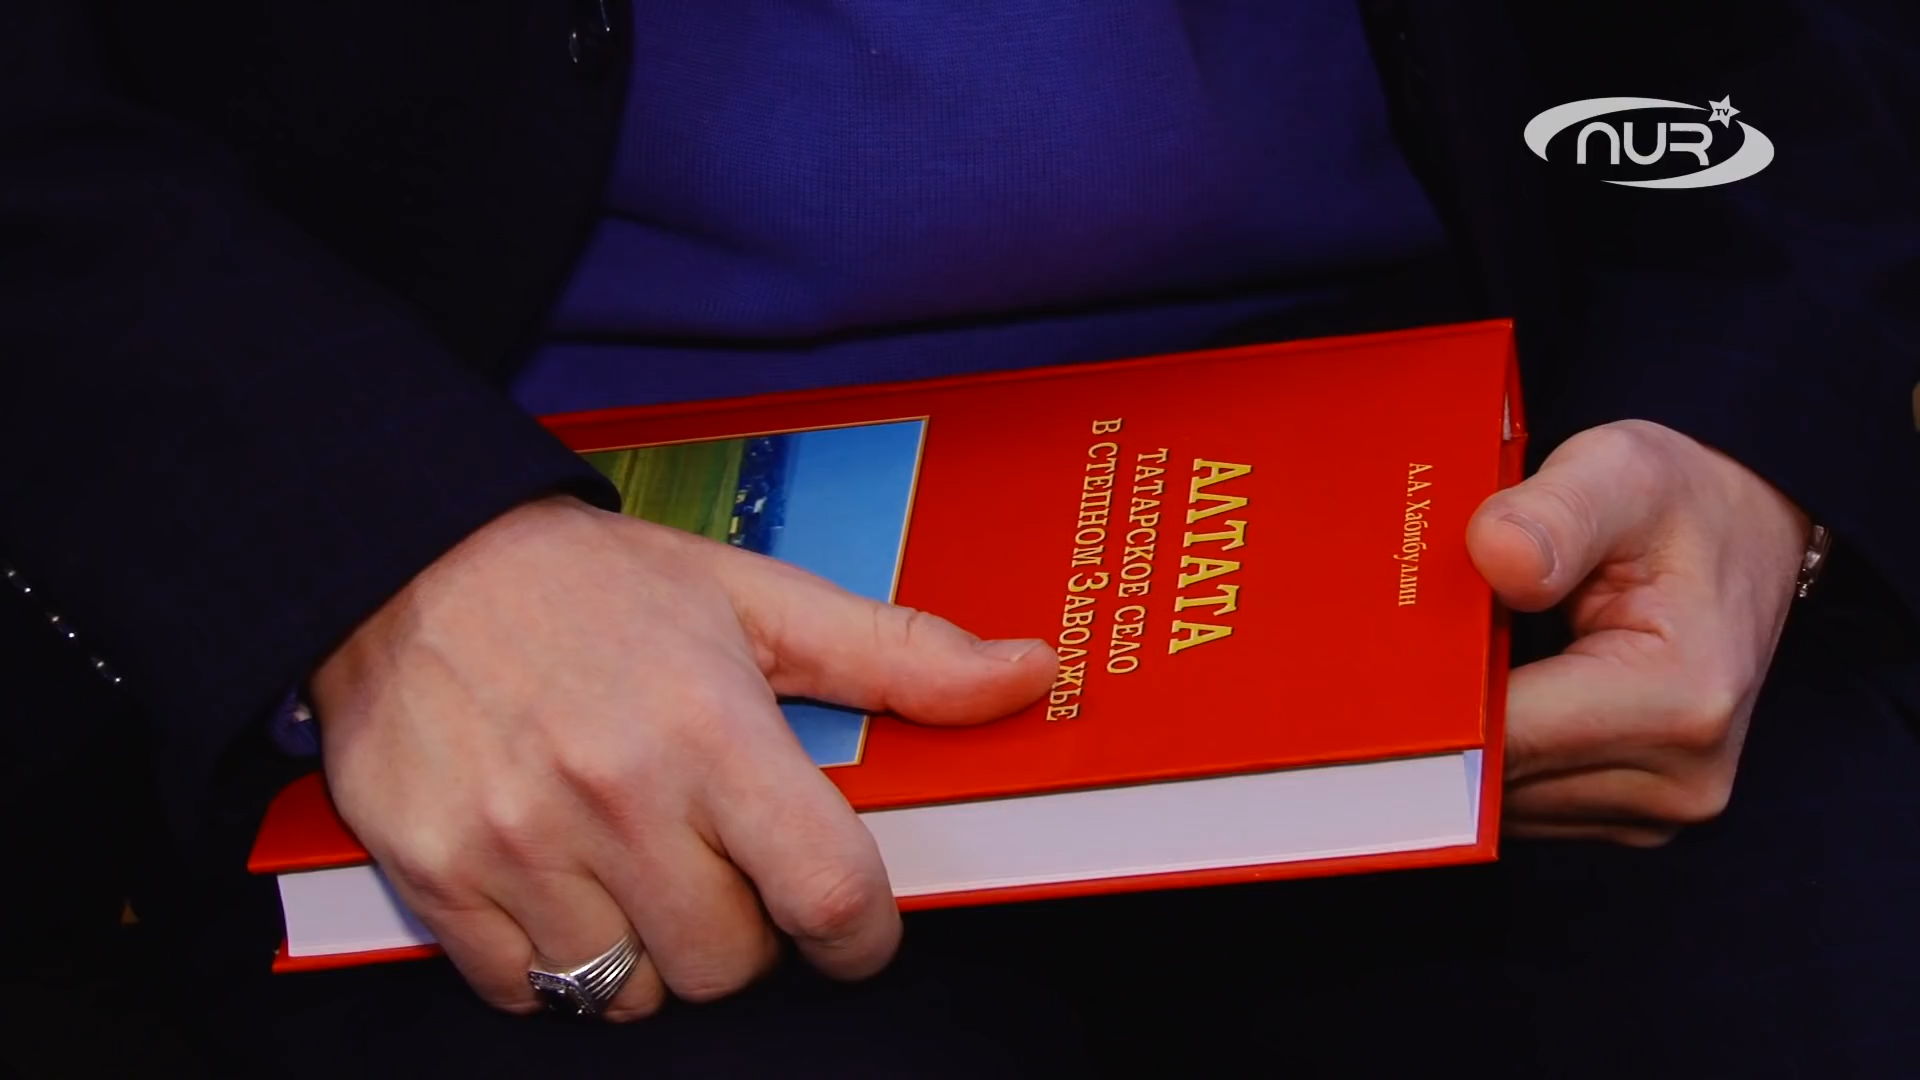 NUR TV
А.А. Хабибуллин
АЛТАТА
ТАТАРСКОЕ СЕЛО
В СТЕПНОМ ЗАВОЛЖЬЕ